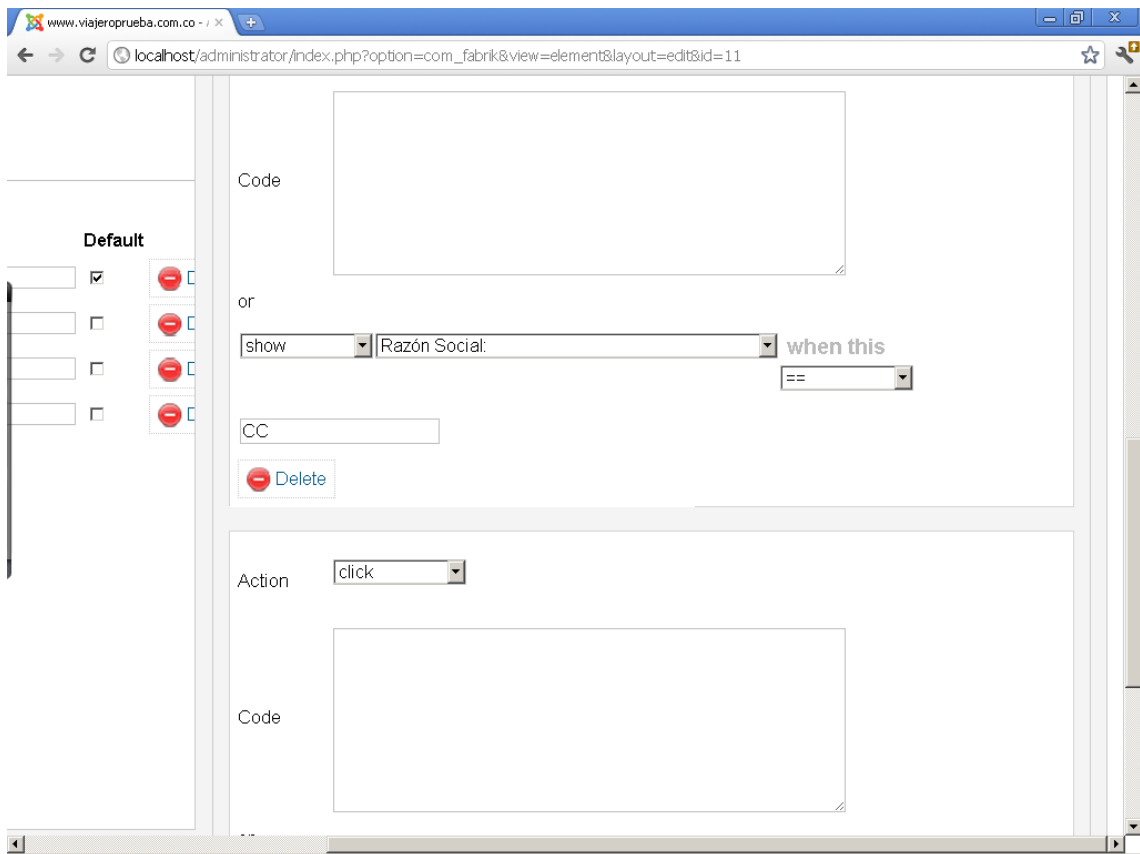 www.viajeroprueba.com.co - A
localhost/administrator/index.php?option=com_fabrik&view=element&layout=edit&id=11
Code
Default
or
show Razón Social: when this
==
CC
Delete
Action click
Code